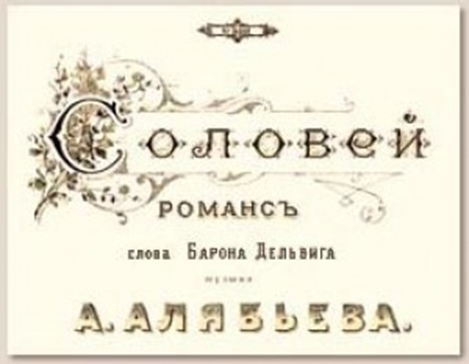 Соловей
РОМАНСЪ
слова БАРОНА ДЕЛЬВИГА
музыка
А. АЛЯБЬЕВА.